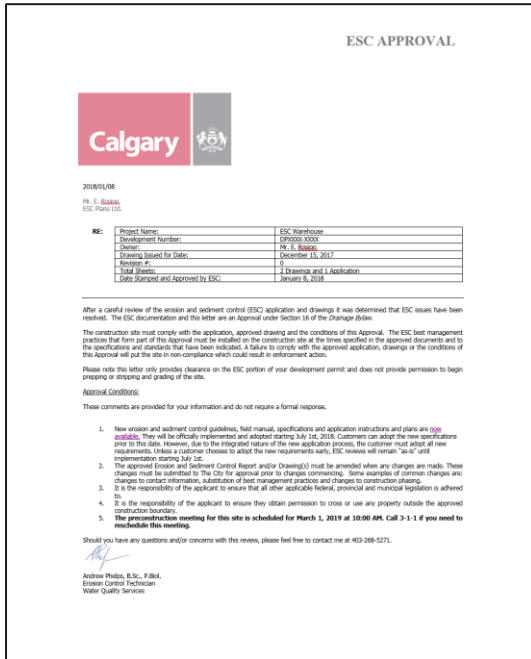 ESC APPROVAL
Calgary
2018/01/08
Mr. E. Rosion
ESC Plans Ltd.
RE: Project Name: ESC Warehouse
Development Number: DPXXXX-XXXX
Owner: Mr. E. Rosion
Drawing Issued for Date: December 15, 2017
Revision #: 0
Total Sheets: 2 Drawings and 1 Application
Date Stamped and Approved by ESC: January 8, 2018
After a careful review of the erosion and sediment control (ESC) application and drawings it was determined that ESC issues have been
resolved. The ESC documentation and this letter are an Approval under Section 16 of the Drainage Bylaw.
The construction site must comply with the application, approved drawing and the conditions of this Approval. The ESC best management
practices that form part of this Approval must be installed on the construction site at the times specified in the approved documents and to
the specifications and standards that have been indicated. A failure to comply with the approved application, drawings or the conditions of
this Approval will put the site in non-compliance which could result in enforcement action.
Please note this letter only provides clearance on the ESC portion of your development permit and does not provide permission to begin
prepping or stripping and grading of the site.
Approval Conditions:
These comments are provided for your information and do not require a formal response.
1. New erosion and sediment control guidelines, field manual, specifications and application instructions and plans are now
available. They will be officially implemented and adopted starting July 1st, 2018. Customers can adopt the new specifications
prior to this date. However, due to the integrated nature of the new application process, the customer must adopt all new
requirements. Unless a customer chooses to adopt the new requirements early, ESC reviews will remain "as-is" until
implementation starting July 1st.
2. The approved Erosion and Sediment Control Report and/or Drawing(s) must be amended when any changes are made. These
changes must be submitted to The City for approval prior to changes commencing. Some examples of common changes are:
changes to contact information, substitution of best management practices and changes to construction phasing.
3. It is the responsibility of the applicant to ensure that all other applicable federal, provincial and municipal legislation is adhered
to.
4. It is the responsibility of the applicant to ensure they obtain permission to cross or use any property outside the approved
construction boundary.
5. The preconstruction meeting for this site is scheduled for March 1, 2019 at 10:00 AM. Call 3-1-1 if you need to
reschedule this meeting.
Should you have any questions and/or concerns with this review, please feel free to contact me at 403-268-5271.
Andrew Phelps, B.Sc., P.Biol.
Erosion Control Technician
Water Quality Services